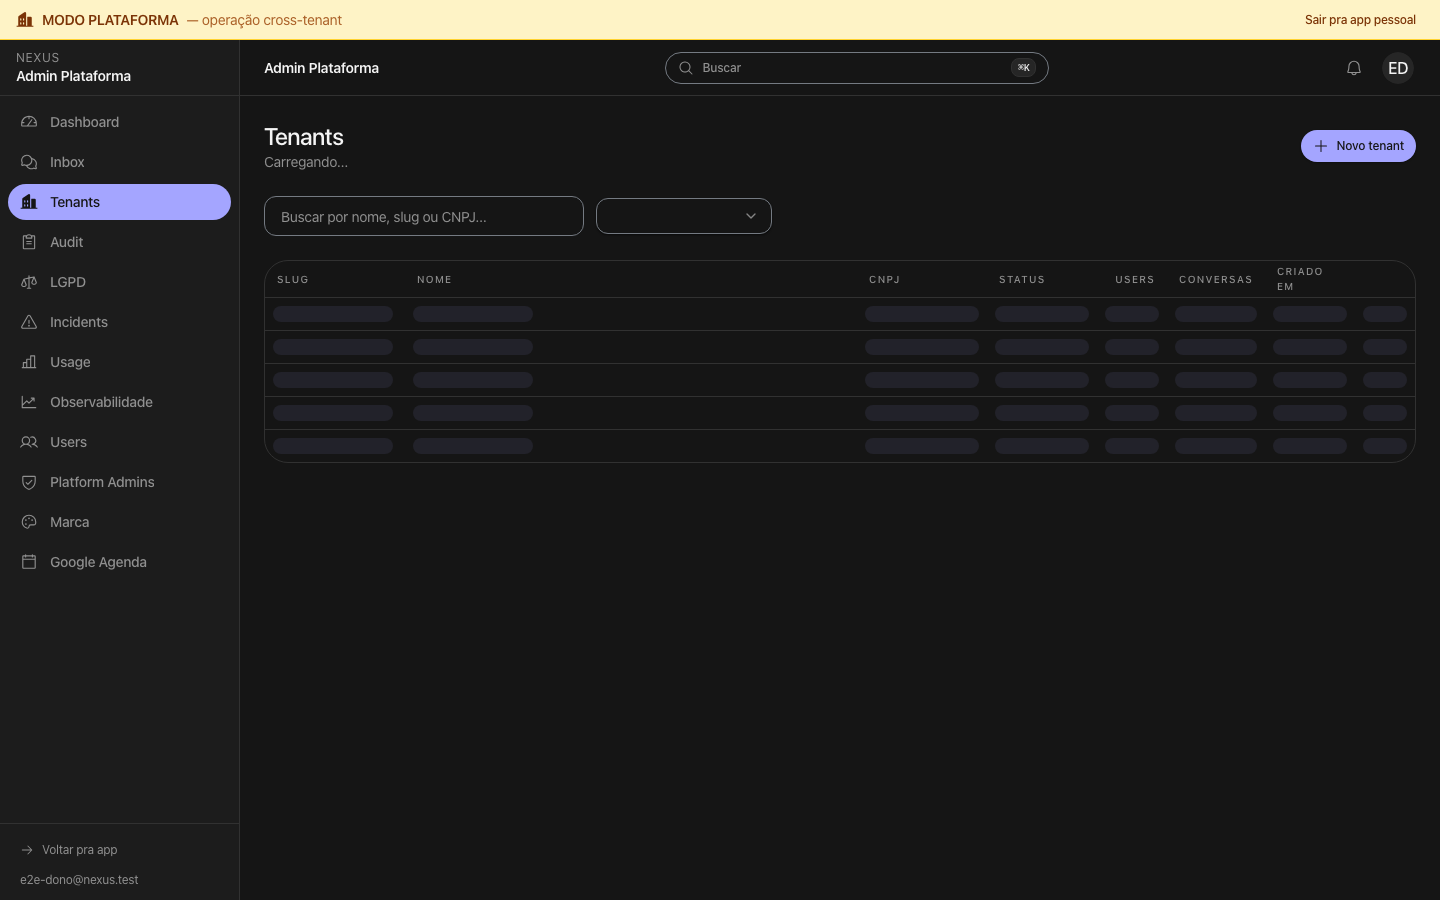 MODO PLATAFORMA — operação cross-tenant
Sair pra app pessoal
NEXUS
Admin Plataforma
Admin Plataforma
Buscar
⌘K
ED
Dashboard
Inbox
Tenants
Audit
LGPD
Incidents
Usage
Observabilidade
Users
Platform Admins
Marca
Google Agenda
Tenants
Carregando...
Novo tenant
Buscar por nome, slug ou CNPJ...
SLUG
NOME
CNPJ
STATUS
USERS
CONVERSAS
CRIADO
EM
Voltar pra app
e2e-dono@nexus.test